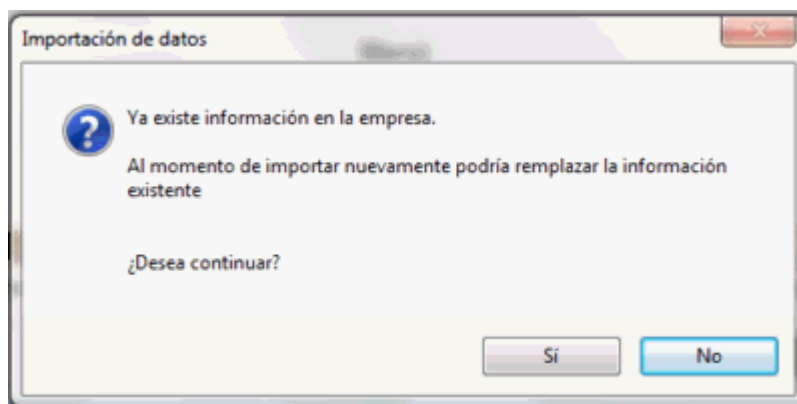 Importación de datos
Ya existe información en la empresa.
Al momento de importar nuevamente podría remplazar la información
existente
¿Desea continuar?
Sí
No